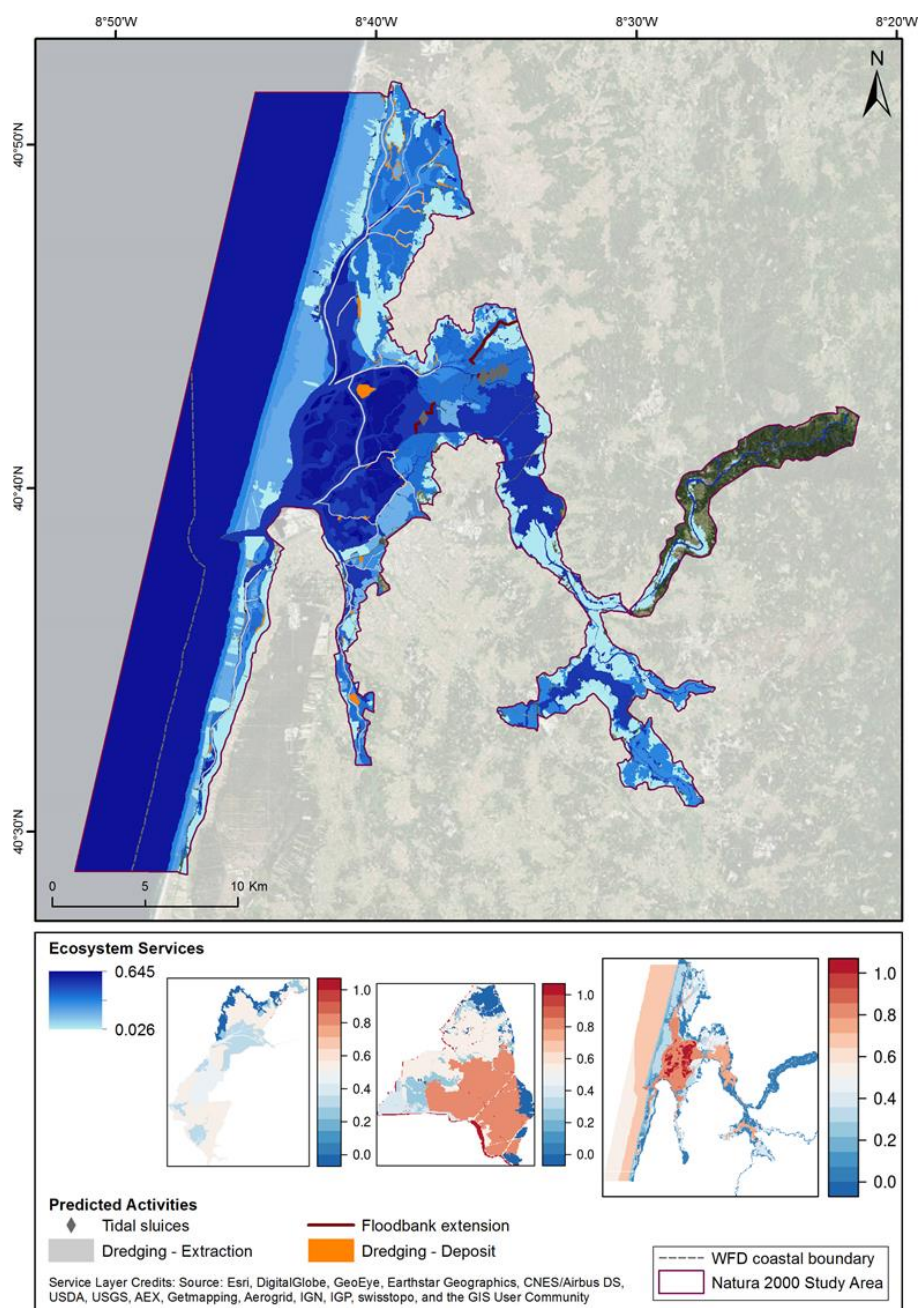 8°50'W 8°40'W 8°30'W 8°20'W
N
40°50'N
40°40'N
40°30'N
0 5 10 Km
Ecosystem Services
0.645
0.026
1.0
0.8
0.6
0.4
0.2
0.0
1.0
0.8
0.6
0.4
0.2
0.0
1.0
0.8
0.6
0.4
0.2
0.0
Predicted Activities
Tidal sluices
Floodbank extension
Dredging - Extraction
Dredging - Deposit
WFD coastal boundary
Natura 2000 Study Area
Service Layer Credits: Source: Esri, DigitalGlobe, GeoEye, Earthstar Geographics, CNES/Airbus DS,
USDA, USGS, AEX, Getmapping, Aerogrid, IGN, IGP, swisstopo, and the GIS User Community